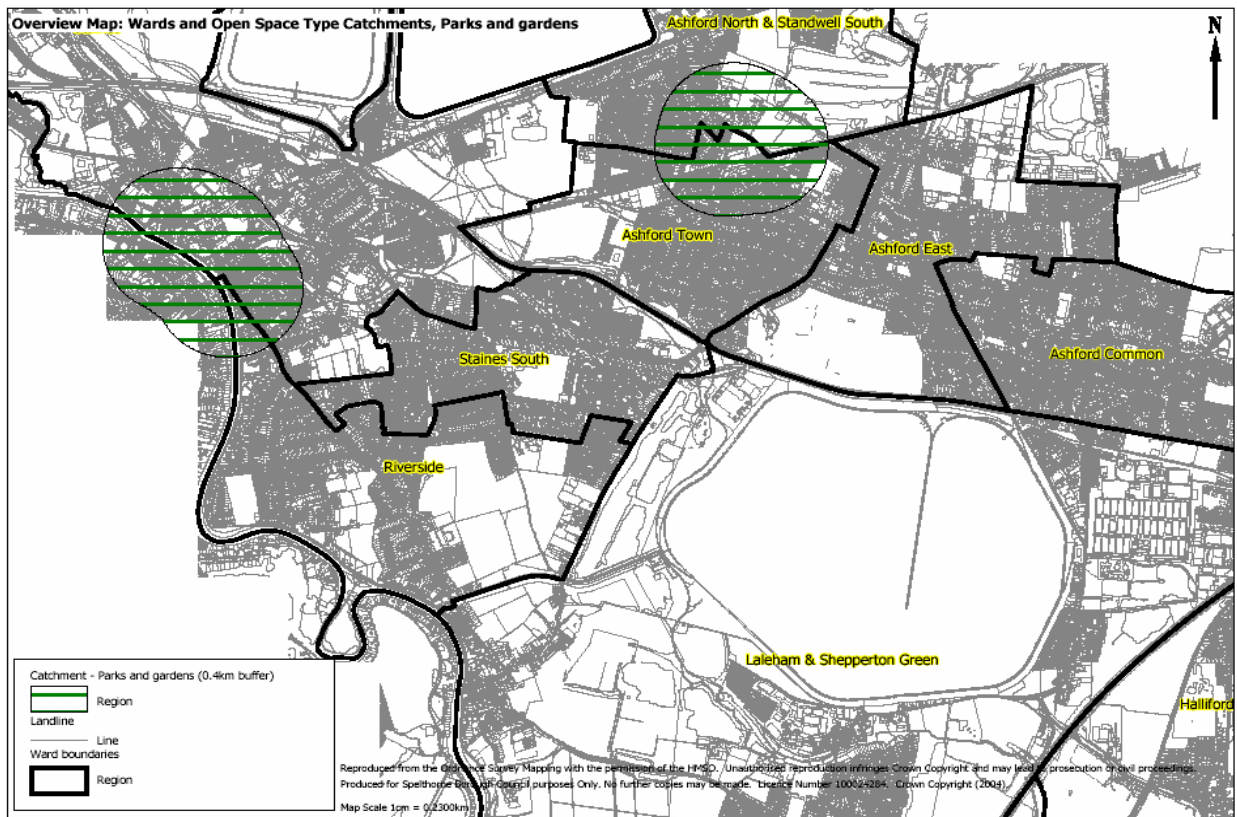 Overview Map: Wards and Open Space Type Catchments, Parks and gardens
Ashford North & Standwell South
N
Ashford Town
Ashford East
Staines South
Ashford Common
Riverside
Laleham & Shepperton Green
Halliford
Catchment - Parks and gardens (0.4km buffer)
Region
Landline
Line
Ward boundaries
Region
Reproduced from the Ordnance Survey Mapping with the permission of the HMSO. Unauthorised reproduction infringes Crown Copyright and may lead to prosecution or civil proceedings.
Produced for Spelthorne Borough Council purposes Only. No further copies may be made. Licence Number 100024284. Crown Copyright (2004).
Map Scale 1cm = 0.2300km